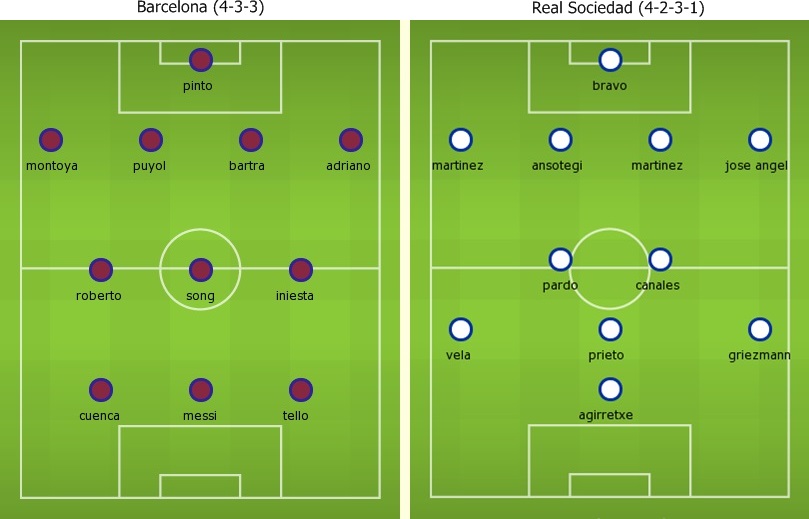 Barcelona (4-3-3)
pinto
montoya puyol bartra adriano
roberto song iniesta
cuenca messi tello
Real Sociedad (4-2-3-1)
bravo
martinez ansotegi martinez jose angel
pardo canales
vela prieto griezmann
agirretxe